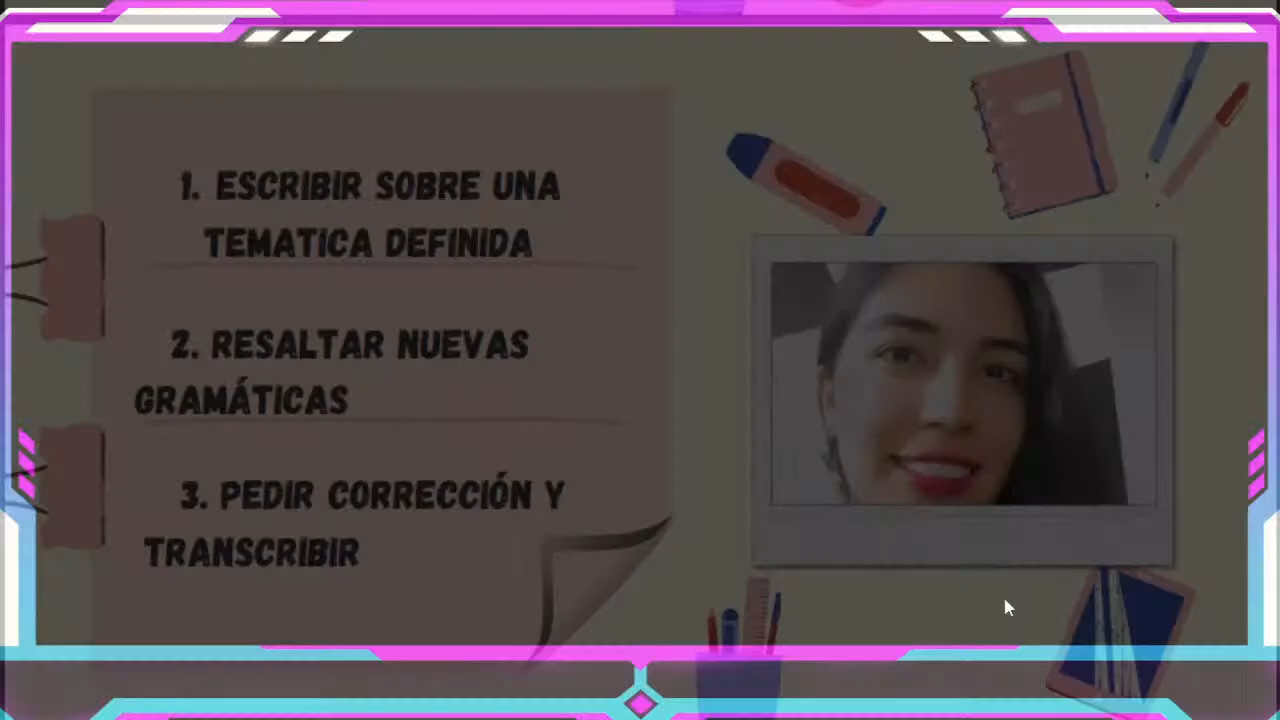 1. ESCRIBIR SOBRE UNA
TEMATICA DEFINIDA
2. RESALTAR NUEVAS
GRAMÁTICAS
3. PEDIR CORRECCIÓN Y
TRANSCRIBIR